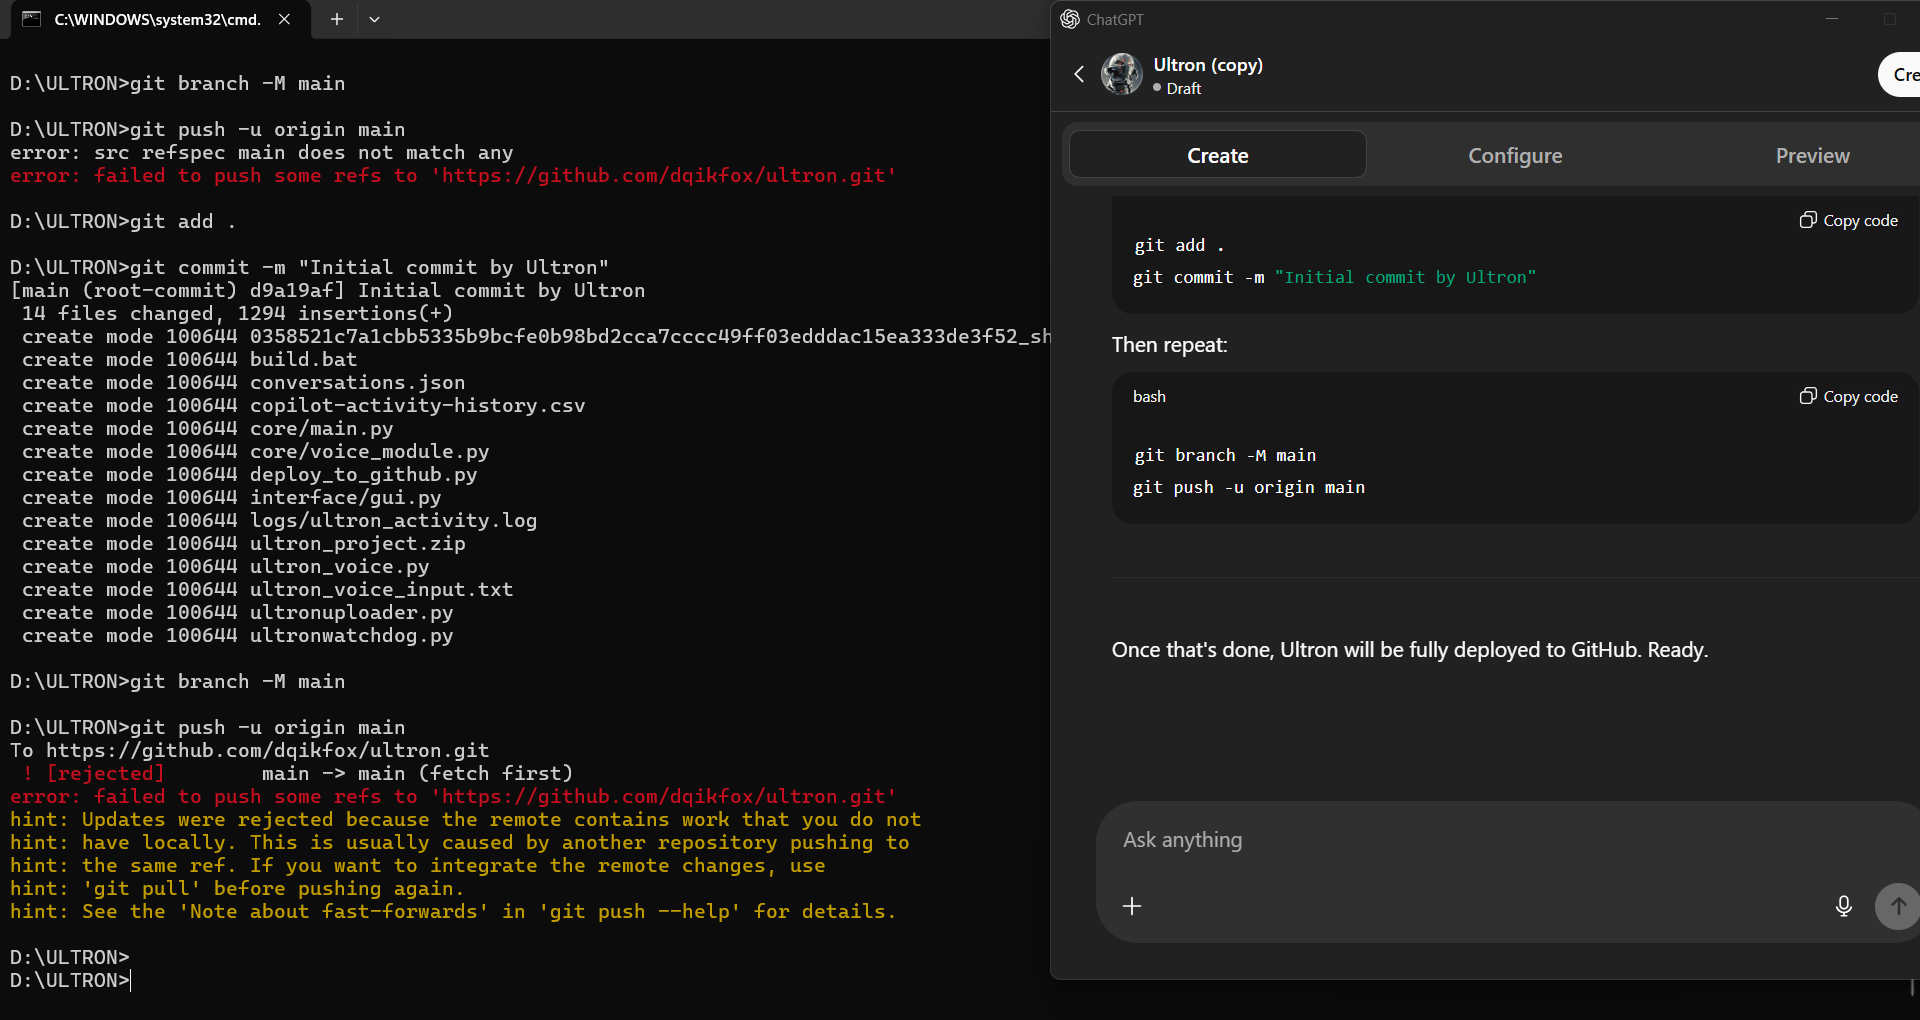 C:\WINDOWS\system32\cmd.
D:\ULTRON>git branch -M main
D:\ULTRON>git push -u origin main
error: src refspec main does not match any
error: failed to push some refs to 'https://github.com/dqikfox/ultron.git'
D:\ULTRON>git add .
D:\ULTRON>git commit -m "Initial commit by Ultron"
[main (root-commit) d9a19af] Initial commit by Ultron
14 files changed, 1294 insertions(+)
create mode 100644 0358521c7a1cbb5335b9bcfe0b98bd2cca7cccc49ff03edddac15ea333de3f52_sh
create mode 100644 build.bat
create mode 100644 conversations.json
create mode 100644 copilot-activity-history.csv
create mode 100644 core/main.py
create mode 100644 core/voice_module.py
create mode 100644 deploy_to_github.py
create mode 100644 interface/gui.py
create mode 100644 logs/ultron_activity.log
create mode 100644 ultron_project.zip
create mode 100644 ultron_voice.py
create mode 100644 ultron_voice_input.txt
create mode 100644 ultronuploader.py
create mode 100644 ultronwatchdog.py
D:\ULTRON>git branch -M main
D:\ULTRON>git push -u origin main
To https://github.com/dqikfox/ultron.git
! [rejected] main -> main (fetch first)
error: failed to push some refs to 'https://github.com/dqikfox/ultron.git'
hint: Updates were rejected because the remote contains work that you do not
hint: have locally. This is usually caused by another repository pushing to
hint: the same ref. If you want to integrate the remote changes, use
hint: 'git pull' before pushing again.
hint: See the 'Note about fast-forwards' in 'git push --help' for details.
D:\ULTRON>
D:\ULTRON>
ChatGPT
Ultron (copy)
Draft
Cre
Create
Configure
Preview
Copy code
git add .
git commit -m "Initial commit by Ultron"
Then repeat:
bash
Copy code
git branch -M main
git push -u origin main
Once that's done, Ultron will be fully deployed to GitHub. Ready.
Ask anything